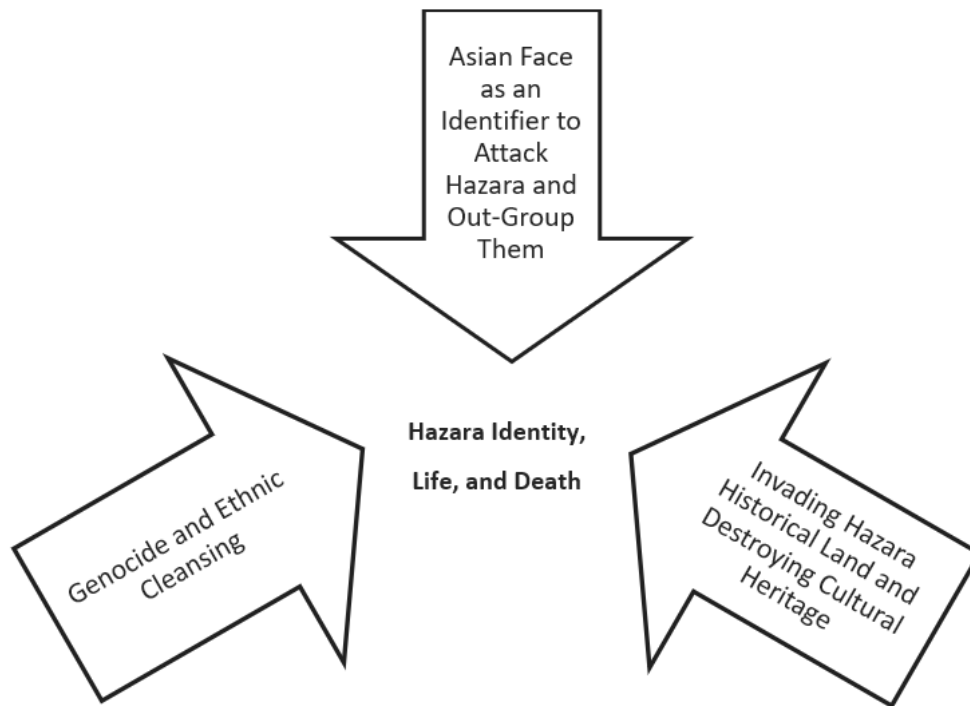 Asian Face
as an
Identifier to
Attack
Hazara and
Out-Group
Them
Hazara Identity,
Life, and Death
Genocide and Ethnic
Cleansing
Invading Hazara
Historical Land and
Destroying Cultural
Heritage